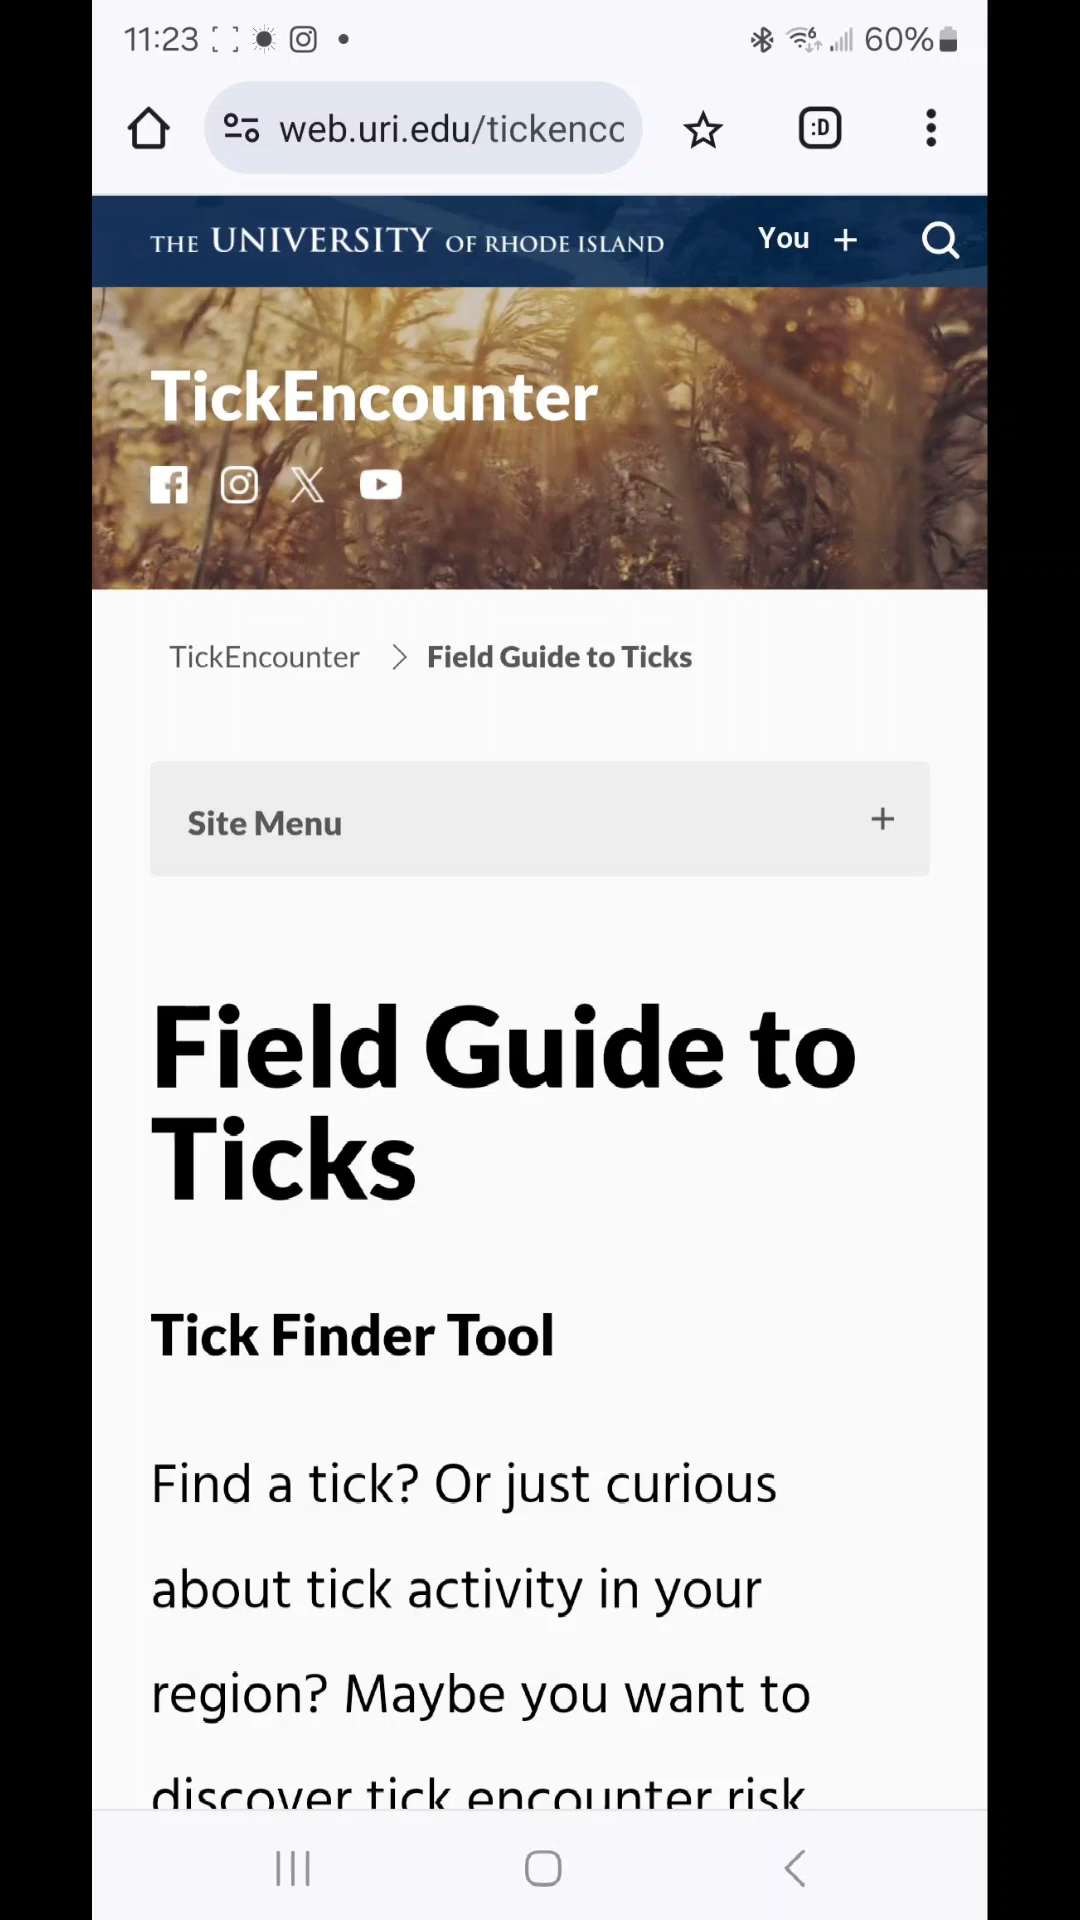 11:23
60%
web.uri.edu/tickenc
:D
THE UNIVERSITY OF RHODE ISLAND
You +
TickEncounter
TickEncounter > Field Guide to Ticks
Site Menu +
Field Guide to
Ticks
Tick Finder Tool
Find a tick? Or just curious
about tick activity in your
region? Maybe you want to
discover tick encounter risk